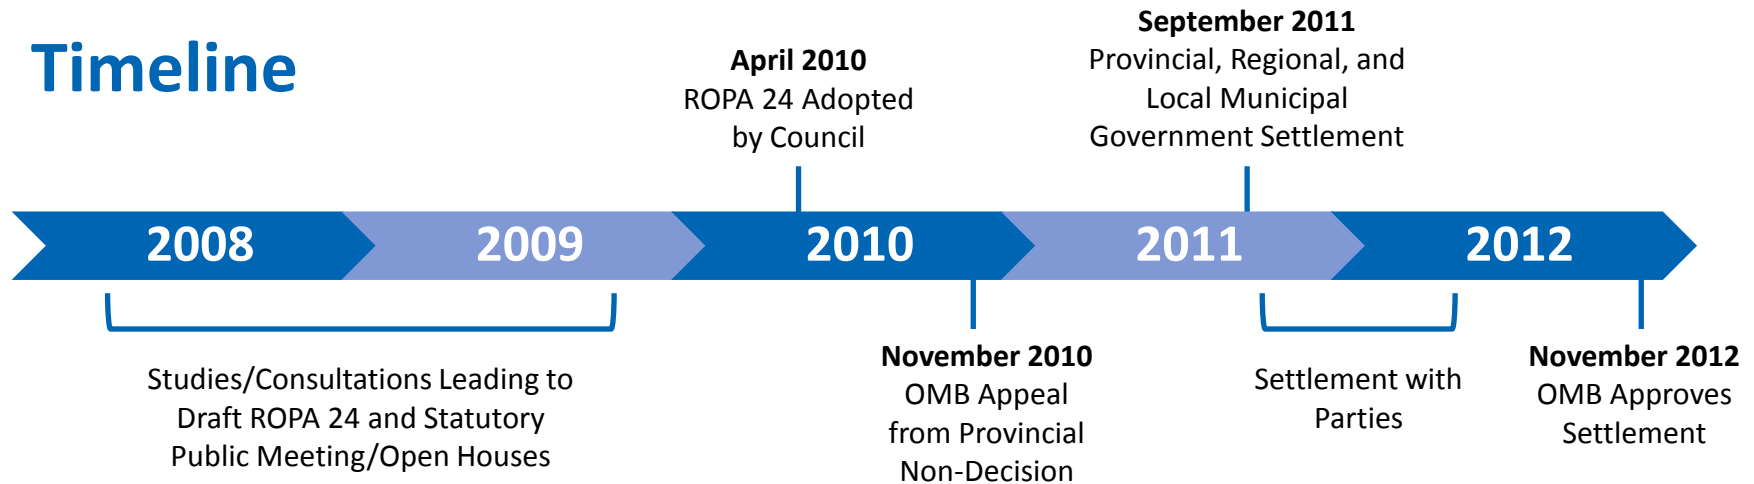 Timeline
April 2010
ROPA 24 Adopted
by Council
September 2011
Provincial, Regional, and
Local Municipal
Government Settlement
2008
2009
2010
2011
2012
Studies/Consultations Leading to
Draft ROPA 24 and Statutory
Public Meeting/Open Houses
November 2010
OMB Appeal
from Provincial
Non-Decision
Settlement with
Parties
November 2012
OMB Approves
Settlement